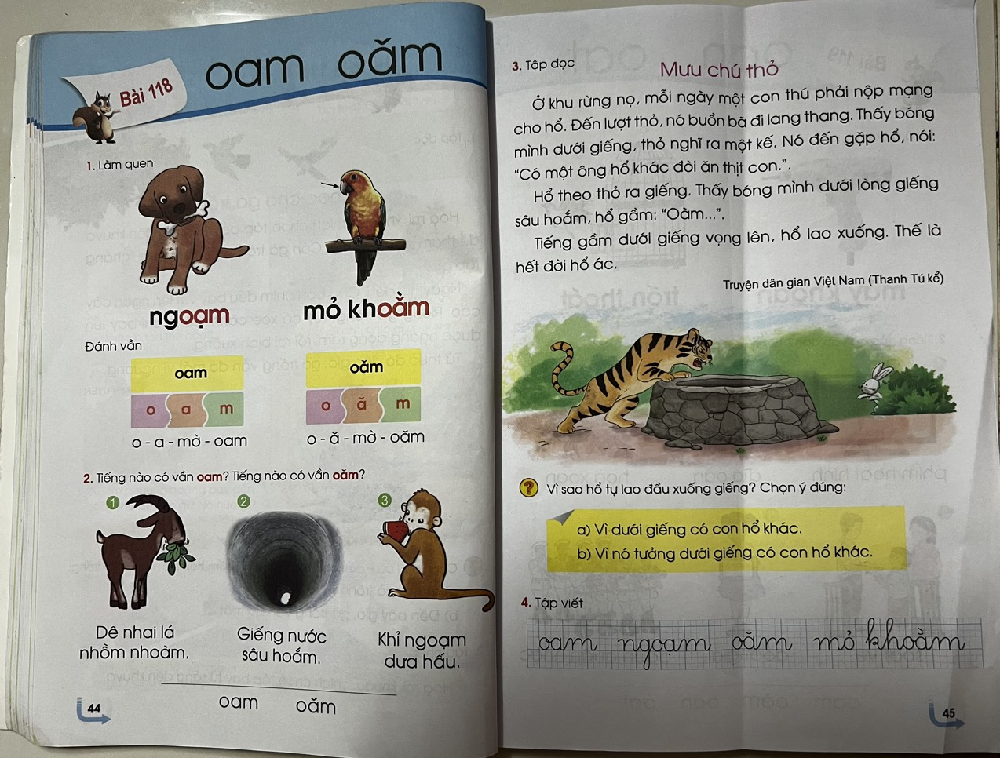 Bài 118
oam oăm
1. Làm quen
ngoạm
mỏ khoằm
Đánh vần
oam
o a m
o - a - mờ - oam
oăm
o ă m
o - ă - mờ - oăm
2. Tiếng nào có vần oam? Tiếng nào có vần oăm?
1
Dê nhai lá
nhồm nhoàm.
2
Giếng nước
sâu hoắm.
3
Khỉ ngoạm
dưa hấu.
oam oăm
44
3. Tập đọc
Mưu chú thỏ
Ở khu rừng nọ, mỗi ngày một con thú phải nộp mạng
cho hổ. Đến lượt thỏ, nó buồn bã đi lang thang. Thấy bóng
mình dưới giếng, thỏ nghĩ ra một kế. Nó đến gặp hổ, nói:
“Có một ông hổ khác đòi ăn thịt con.”.
Hổ theo thỏ ra giếng. Thấy bóng mình dưới lòng giếng
sâu hoắm, hổ gầm: “Oàm...”.
Tiếng gầm dưới giếng vọng lên, hổ lao xuống. Thế là
hết đời hổ ác.
Truyện dân gian Việt Nam (Thanh Tú kể)
? Vì sao hổ tự lao đầu xuống giếng? Chọn ý đúng:
a) Vì dưới giếng có con hổ khác.
b) Vì nó tưởng dưới giếng có con hổ khác.
4. Tập viết
oam ngoạm oăm mỏ khoằm
45